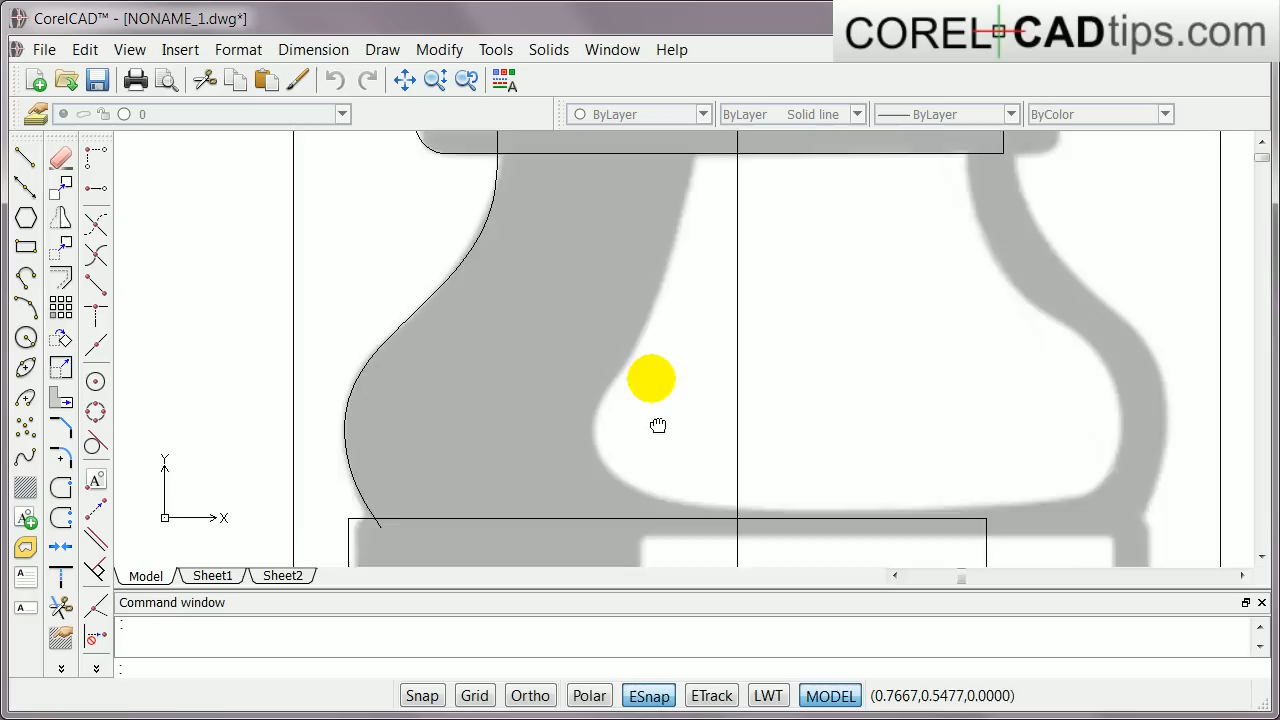 CorelCAD™ - [NONAME_1.dwg*]
COREL CADtips.com
File Edit View Insert Format Dimension Draw Modify Tools Solids Window Help
0
ByLayer
ByLayer Solid line
ByLayer
ByColor
Y
X
Model Sheet1 Sheet2
Command window
:
:
Snap Grid Ortho Polar ESnap ETrack LWT MODEL (0.7667,0.5477,0.0000)